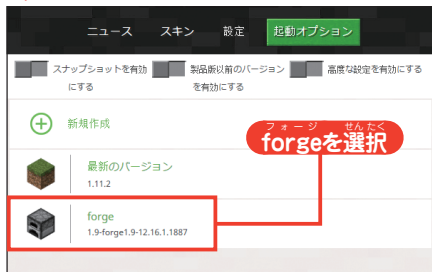 ニュース スキン 設定 起動オプション
スナップショットを有効にする
製品版以前のバージョンを有効にする
高度な設定を有効にする
新規作成
フォージ せんたく
forgeを選択
最新のバージョン
1.11.2
forge
1.9-forge1.9-12.16.1.1887